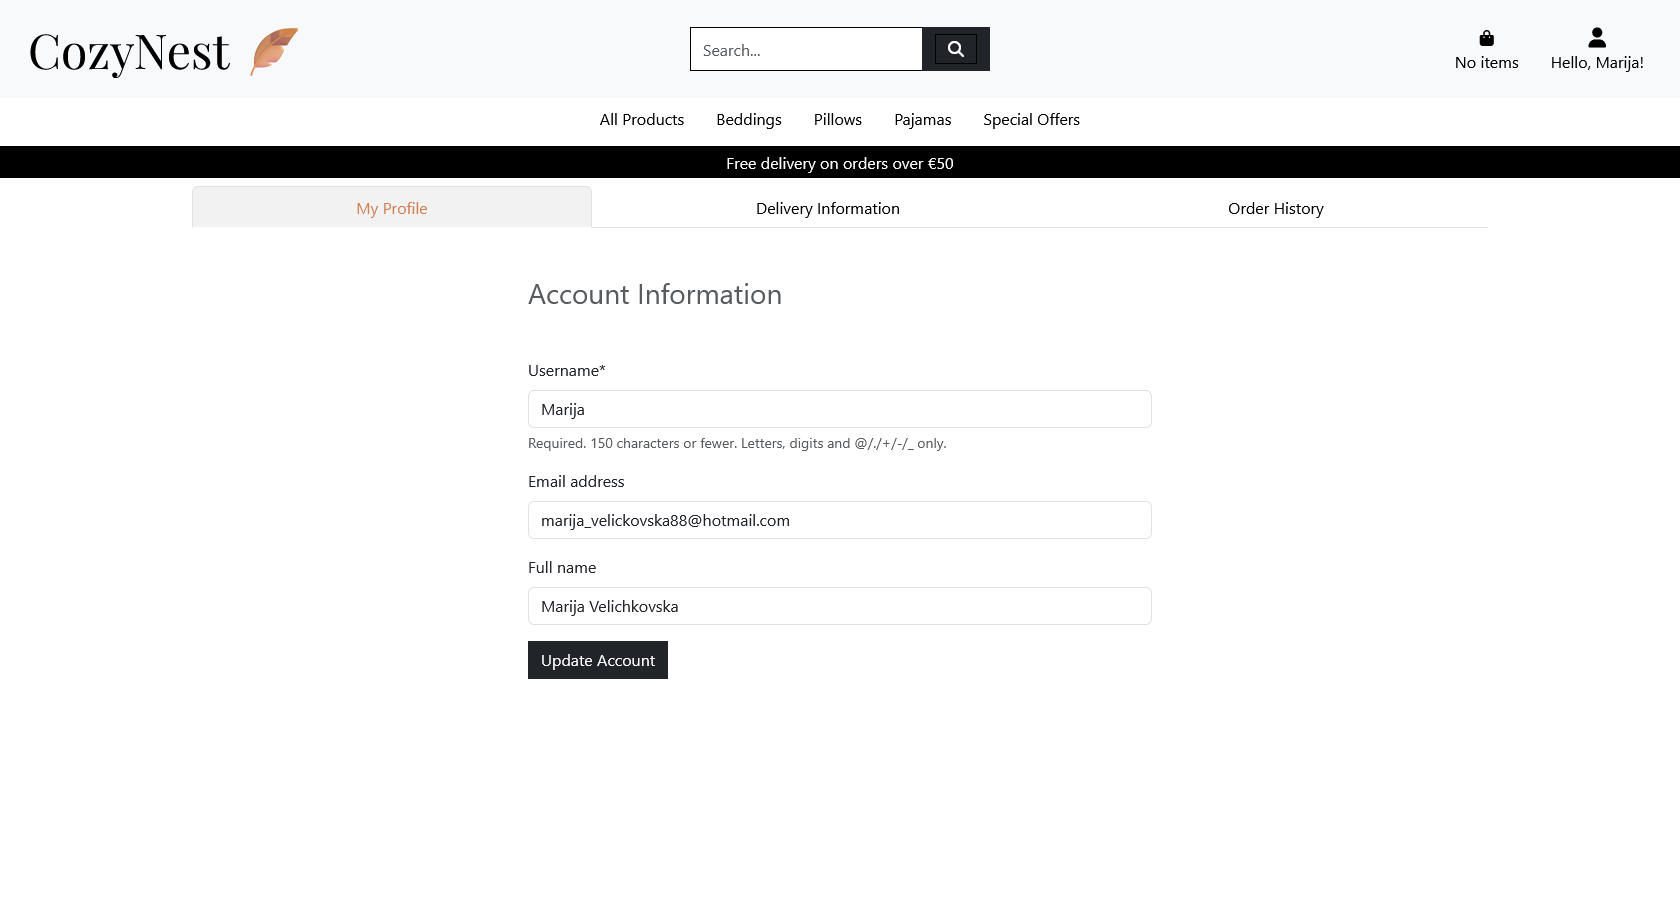 CozyNest
Search...
No items
Hello, Marija!
All Products
Beddings
Pillows
Pajamas
Special Offers
Free delivery on orders over €50
My Profile
Delivery Information
Order History
Account Information
Username*
Marija
Required. 150 characters or fewer. Letters, digits and @/./+/-/_ only.
Email address
marija_velickovska88@hotmail.com
Full name
Marija Velichkovska
Update Account